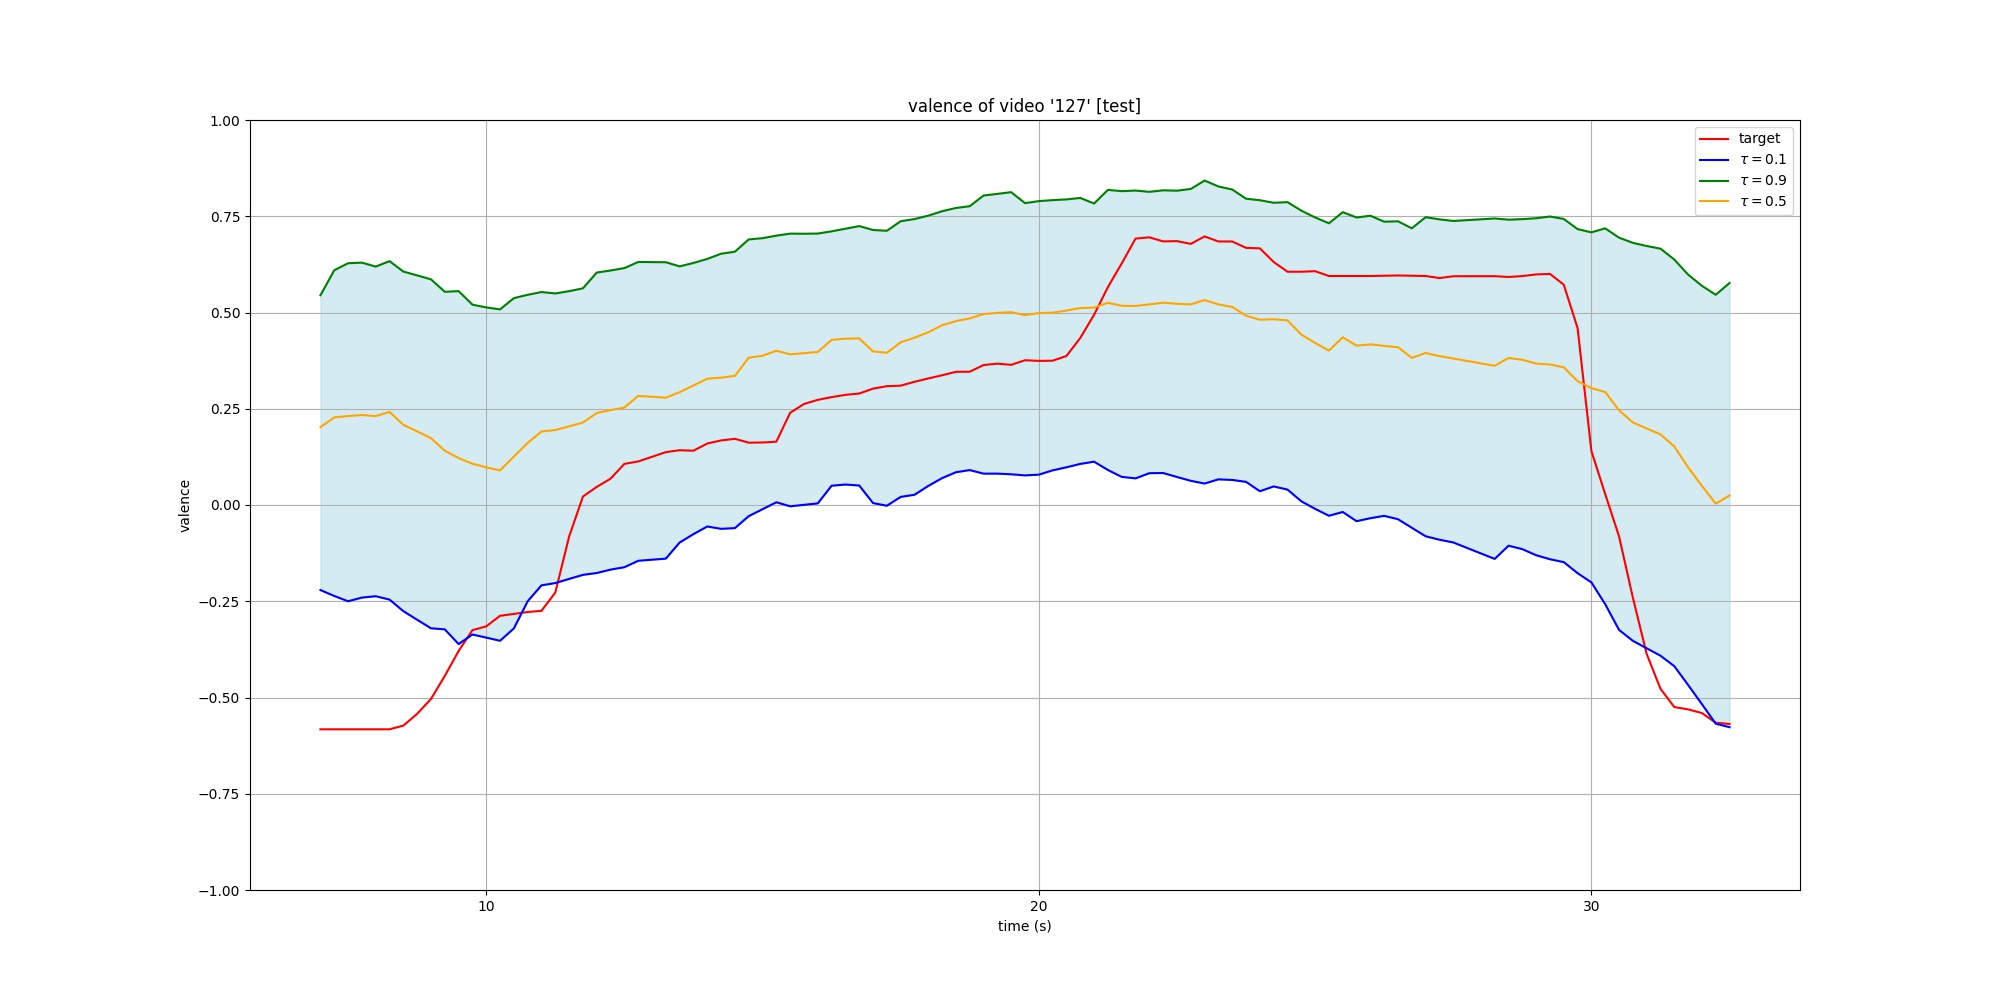 valence of video '127' [test]
target
τ = 0.1
τ = 0.9
τ = 0.5
1.00
0.75
0.50
0.25
0.00
−0.25
−0.50
−0.75
−1.00
valence
10 20 30
time (s)